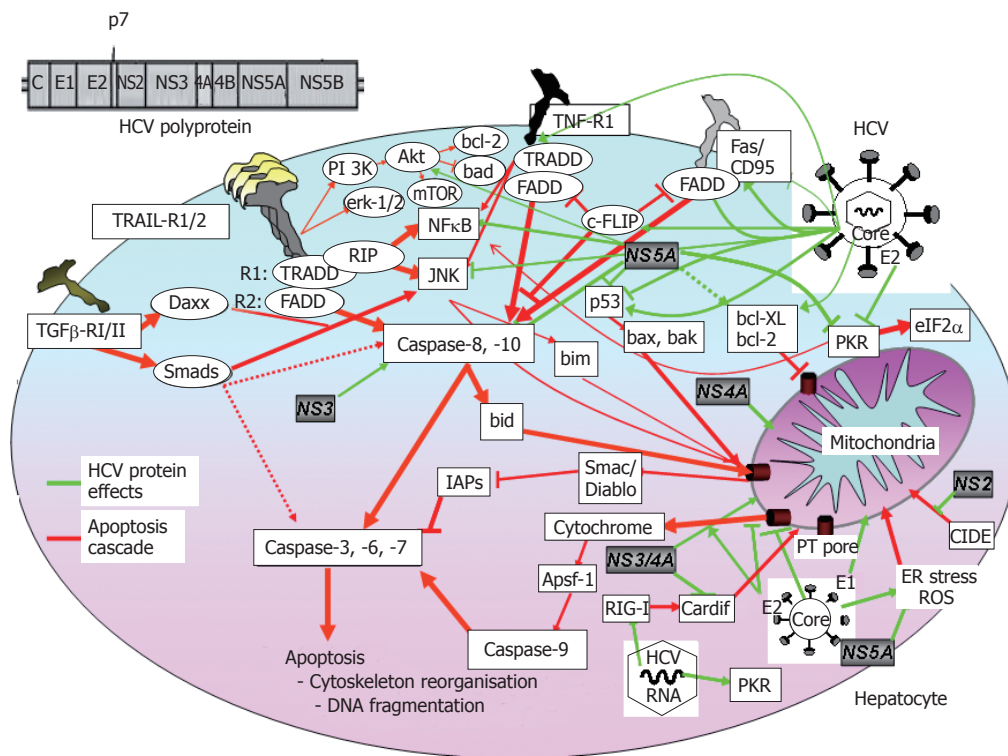 p7
C E1 E2 NS2 NS3 4A 4B NS5A NS5B
HCV polyprotein
TNF-R1
Fas/
CD95
HCV
Core
E2
TRADD
FADD
FADD
c-FLIP
bcl-2
Akt
bad
PI 3K
mTOR
erk-1/2
NFκB
TRAIL-R1/2
RIP
R1:
TRADD
R2:
FADD
JNK
NS5A
p53
TGFβ-RI/II
Daxx
Smads
Caspase-8, -10
bim
bax, bak
bcl-XL
bcl-2
PKR
eIF2α
NS3
bid
NS4A
Mitochondria
HCV protein
effects
Apoptosis
cascade
IAPs
Smac/
Diablo
NS2
CIDE
Cytochrome
PT pore
Caspase-3, -6, -7
NS3/4A
Apsf-1
RIG-I
Cardif
E2
E1
Core
ER stress
ROS
NS5A
Caspase-9
HCV
RNA
PKR
Apoptosis
- Cytoskeleton reorganisation
- DNA fragmentation
Hepatocyte